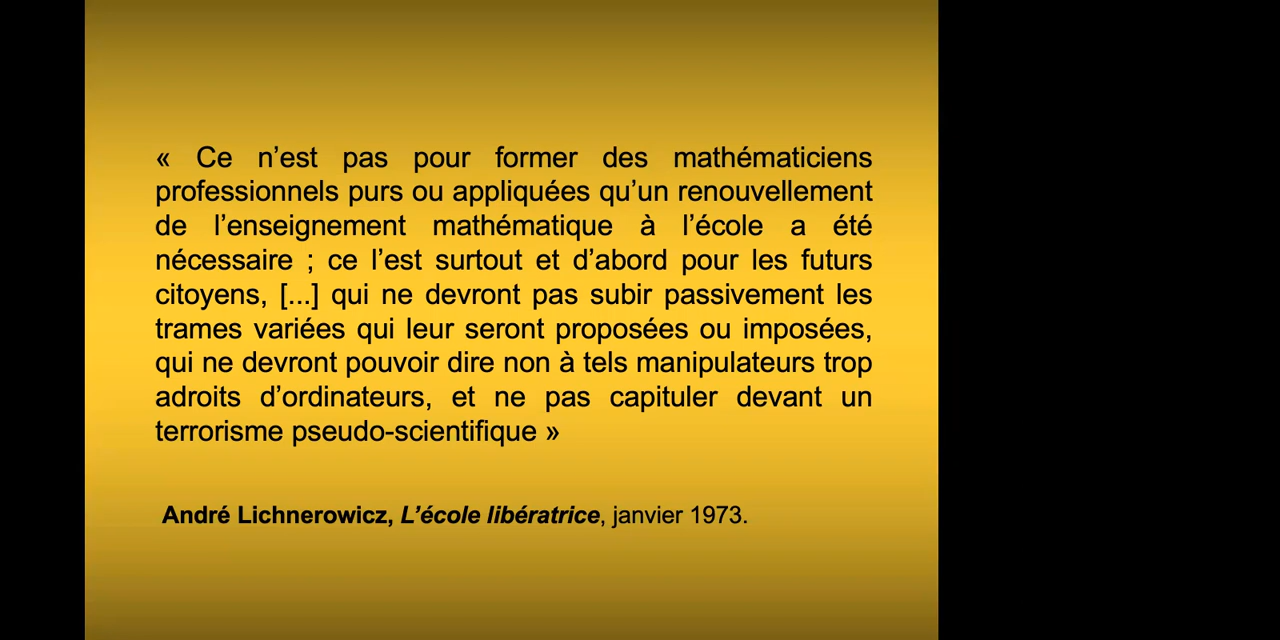 « Ce n’est pas pour former des mathématiciens
professionnels purs ou appliquées qu’un renouvellement
de l’enseignement mathématique à l’école a été
nécessaire ; ce l’est surtout et d’abord pour les futurs
citoyens, [...] qui ne devront pas subir passivement les
trames variées qui leur seront proposées ou imposées,
qui ne devront pouvoir dire non à tels manipulateurs trop
adroits d’ordinateurs, et ne pas capituler devant un
terrorisme pseudo-scientifique »
André Lichnerowicz, L’école libératrice, janvier 1973.